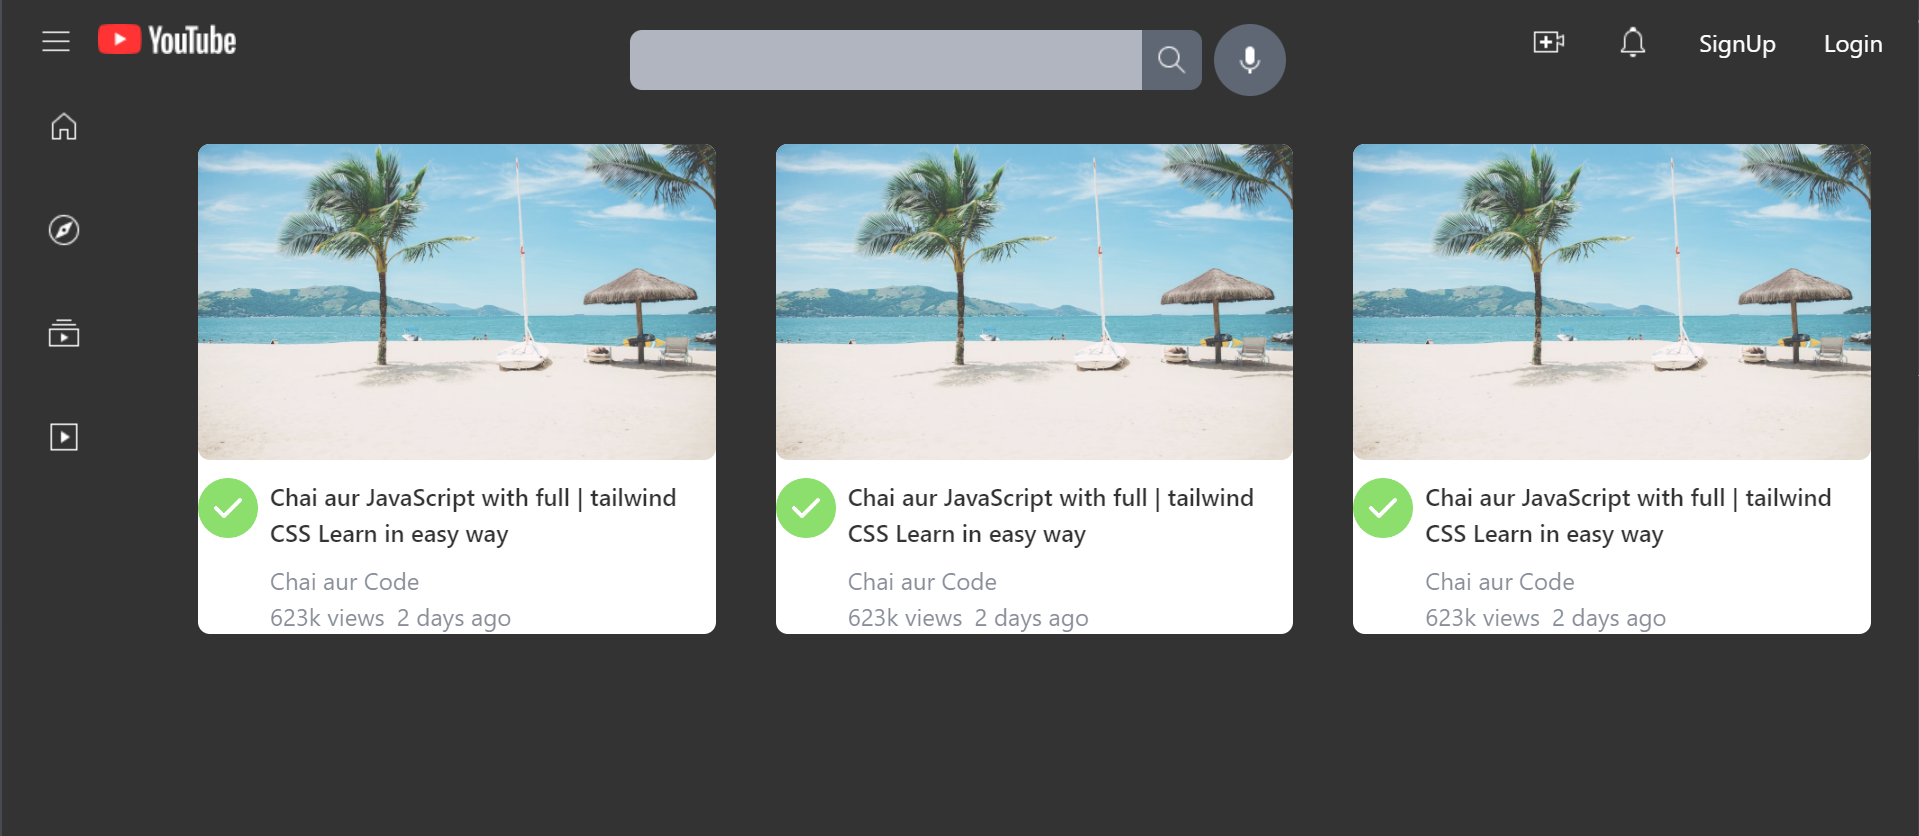 YouTube
SignUp
Login
Chai aur JavaScript with full | tailwind
CSS Learn in easy way
Chai aur Code
623k views 2 days ago
Chai aur JavaScript with full | tailwind
CSS Learn in easy way
Chai aur Code
623k views 2 days ago
Chai aur JavaScript with full | tailwind
CSS Learn in easy way
Chai aur Code
623k views 2 days ago